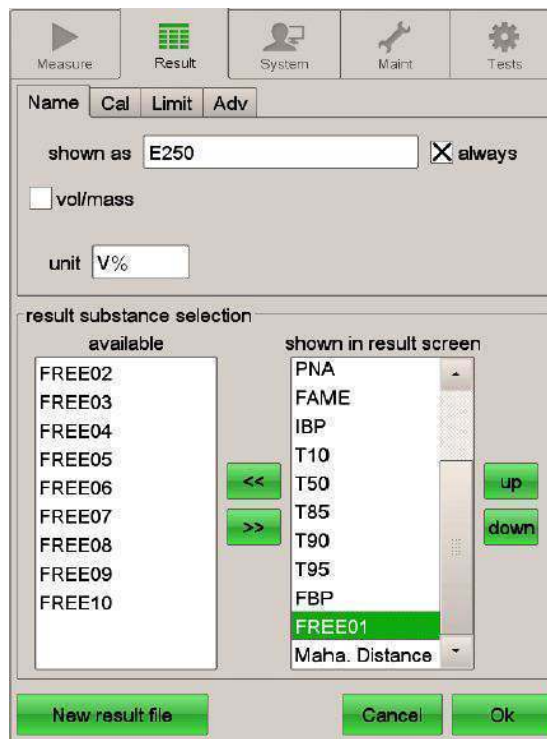 Measure Result System Maint Tests
Name Cal Limit Adv
shown as E250 always
vol/mass
unit V%
result substance selection
available
FREE02
FREE03
FREE04
FREE05
FREE06
FREE07
FREE08
FREE09
FREE10
<<
>>
shown in result screen
PNA
FAME
IBP
T10
T50
T85
T90
T95
FBP
FREE01
Maha. Distance
up
down
New result file Cancel Ok